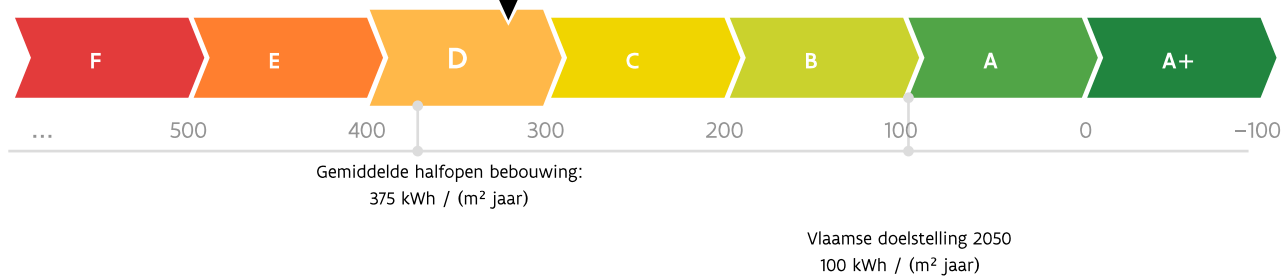 F E D C B A A+
... 500 400 300 200 100 0 −100
Gemiddelde halfopen bebouwing:
375 kWh / (m² jaar)
Vlaamse doelstelling 2050
100 kWh / (m² jaar)